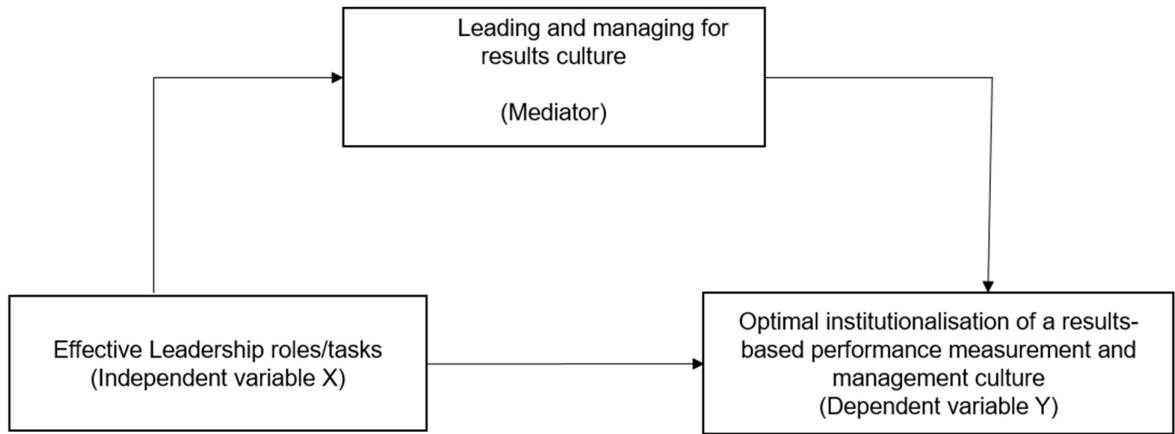 Leading and managing for
results culture
(Mediator)
Effective Leadership roles/tasks
(Independent variable X)
Optimal institutionalisation of a results-
based performance measurement and
management culture
(Dependent variable Y)